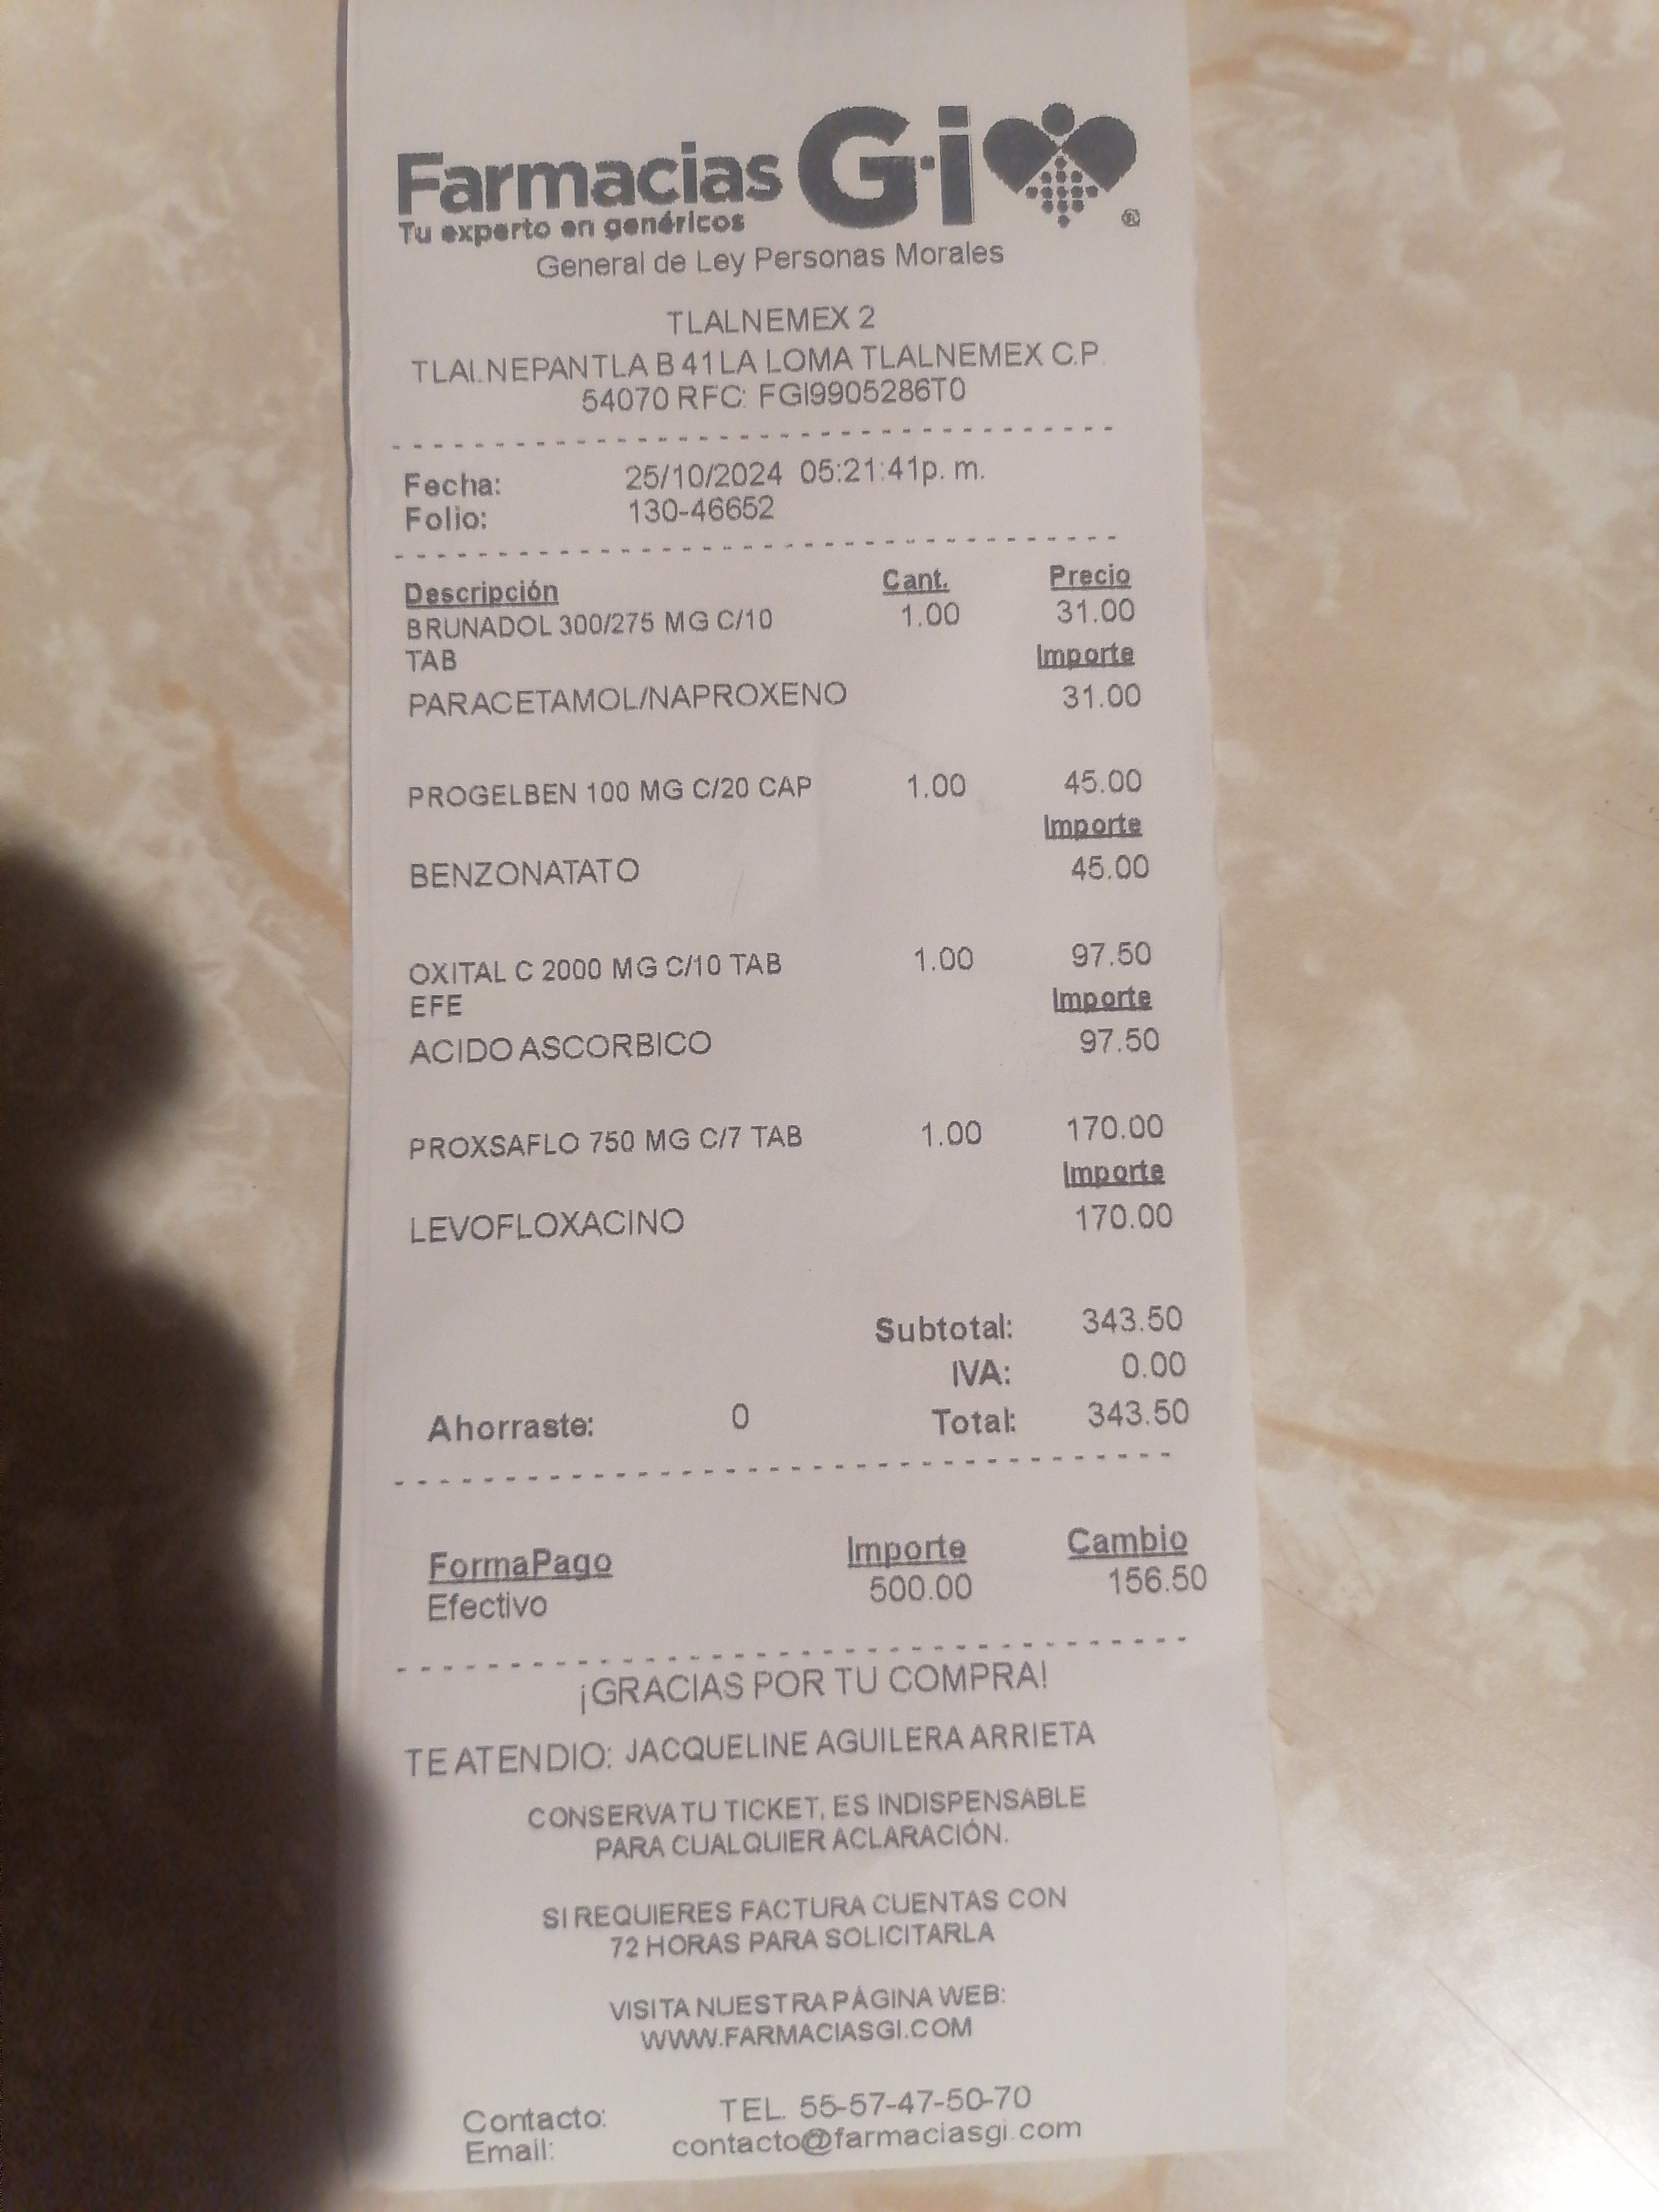 Farmacias G·i ®
Tu experto en genéricos
General de Ley Personas Morales
TLALNEMEX 2
TLALNEPANTLA B 41 LA LOMA TLALNEMEX C.P.
54070 RFC: FGI9905286T0
Fecha: 25/10/2024 05:21:41p. m.
Folio: 130-46652
Descripción Cant. Precio
BRUNADOL 300/275 MG C/10 1.00 31.00
TAB Importe
PARACETAMOL/NAPROXENO 31.00
PROGELBEN 100 MG C/20 CAP 1.00 45.00
Importe
BENZONATATO 45.00
OXITAL C 2000 MG C/10 TAB 1.00 97.50
EFE Importe
ACIDO ASCORBICO 97.50
PROXSAFLO 750 MG C/7 TAB 1.00 170.00
Importe
LEVOFLOXACINO 170.00
Subtotal: 343.50
IVA: 0.00
Ahorraste: 0 Total: 343.50
FormaPago Importe Cambio
Efectivo 500.00 156.50
¡GRACIAS POR TU COMPRA!
TE ATENDIO: JACQUELINE AGUILERA ARRIETA
CONSERVA TU TICKET, ES INDISPENSABLE
PARA CUALQUIER ACLARACIÓN.
SI REQUIERES FACTURA CUENTAS CON
72 HORAS PARA SOLICITARLA
VISITA NUESTRA PÁGINA WEB:
WWW.FARMACIASGI.COM
Contacto: TEL. 55-57-47-50-70
Email: contacto@farmaciasgi.com